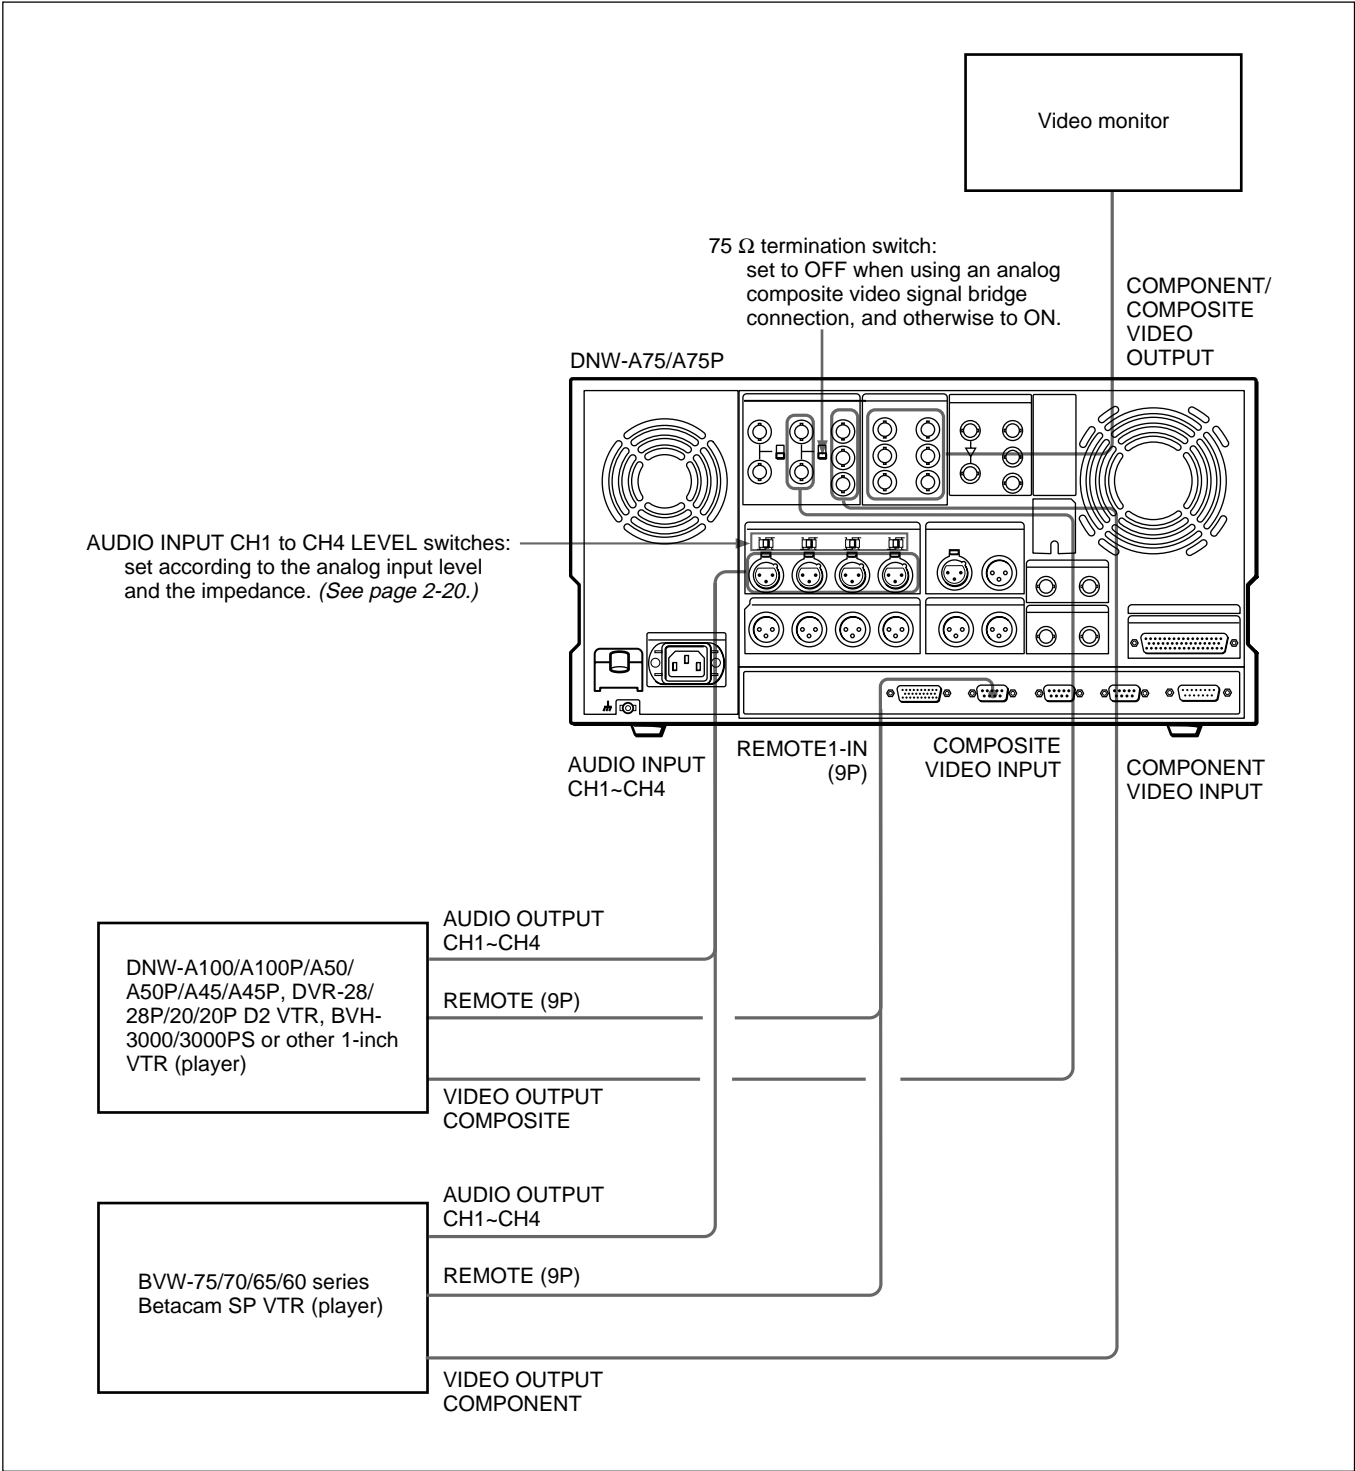 Video monitor
75 Ω termination switch:
set to OFF when using an analog
composite video signal bridge
connection, and otherwise to ON.
COMPONENT/
COMPOSITE
VIDEO
OUTPUT
DNW-A75/A75P
AUDIO INPUT CH1 to CH4 LEVEL switches:
set according to the analog input level
and the impedance. (See page 2-20.)
AUDIO INPUT
CH1~CH4
REMOTE1-IN
(9P)
COMPOSITE
VIDEO INPUT
COMPONENT
VIDEO INPUT
AUDIO OUTPUT
CH1~CH4
DNW-A100/A100P/A50/
A50P/A45/A45P, DVR-28/
28P/20/20P D2 VTR, BVH-
3000/3000PS or other 1-inch
VTR (player)
REMOTE (9P)
VIDEO OUTPUT
COMPOSITE
AUDIO OUTPUT
CH1~CH4
BVW-75/70/65/60 series
Betacam SP VTR (player)
REMOTE (9P)
VIDEO OUTPUT
COMPONENT